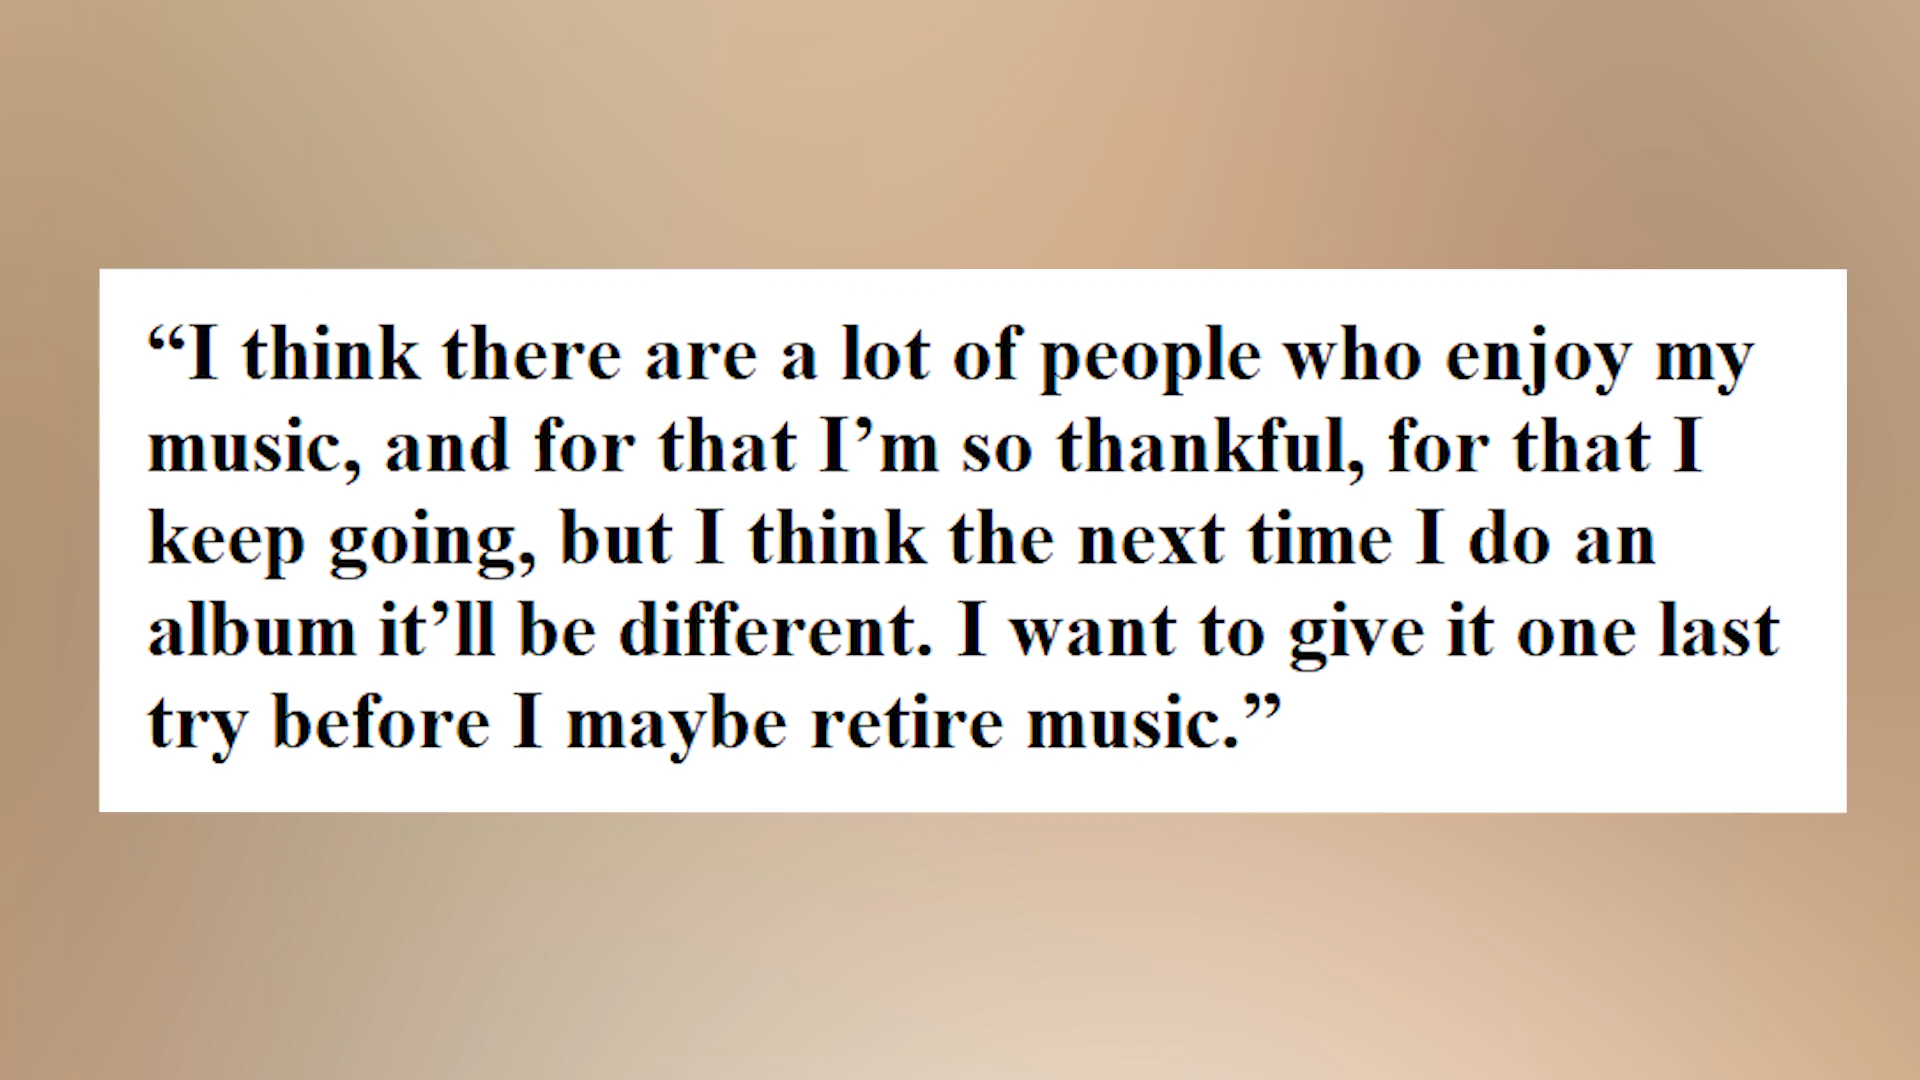 “I think there are a lot of people who enjoy my
music, and for that I’m so thankful, for that I
keep going, but I think the next time I do an
album it’ll be different. I want to give it one last
try before I maybe retire music.”